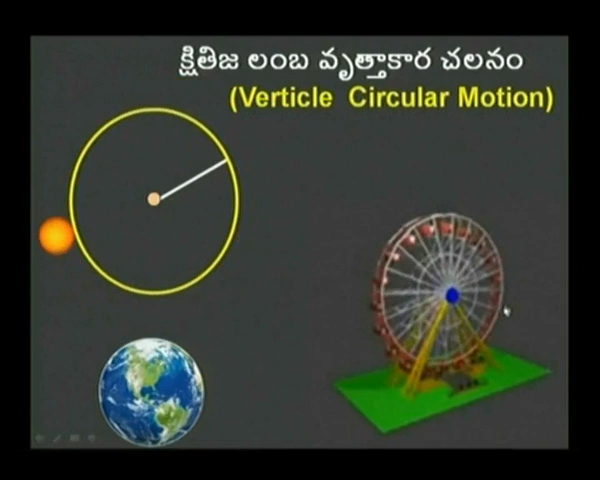 క్షితిజ లంబ వృత్తాకార చలనం
(Verticle Circular Motion)